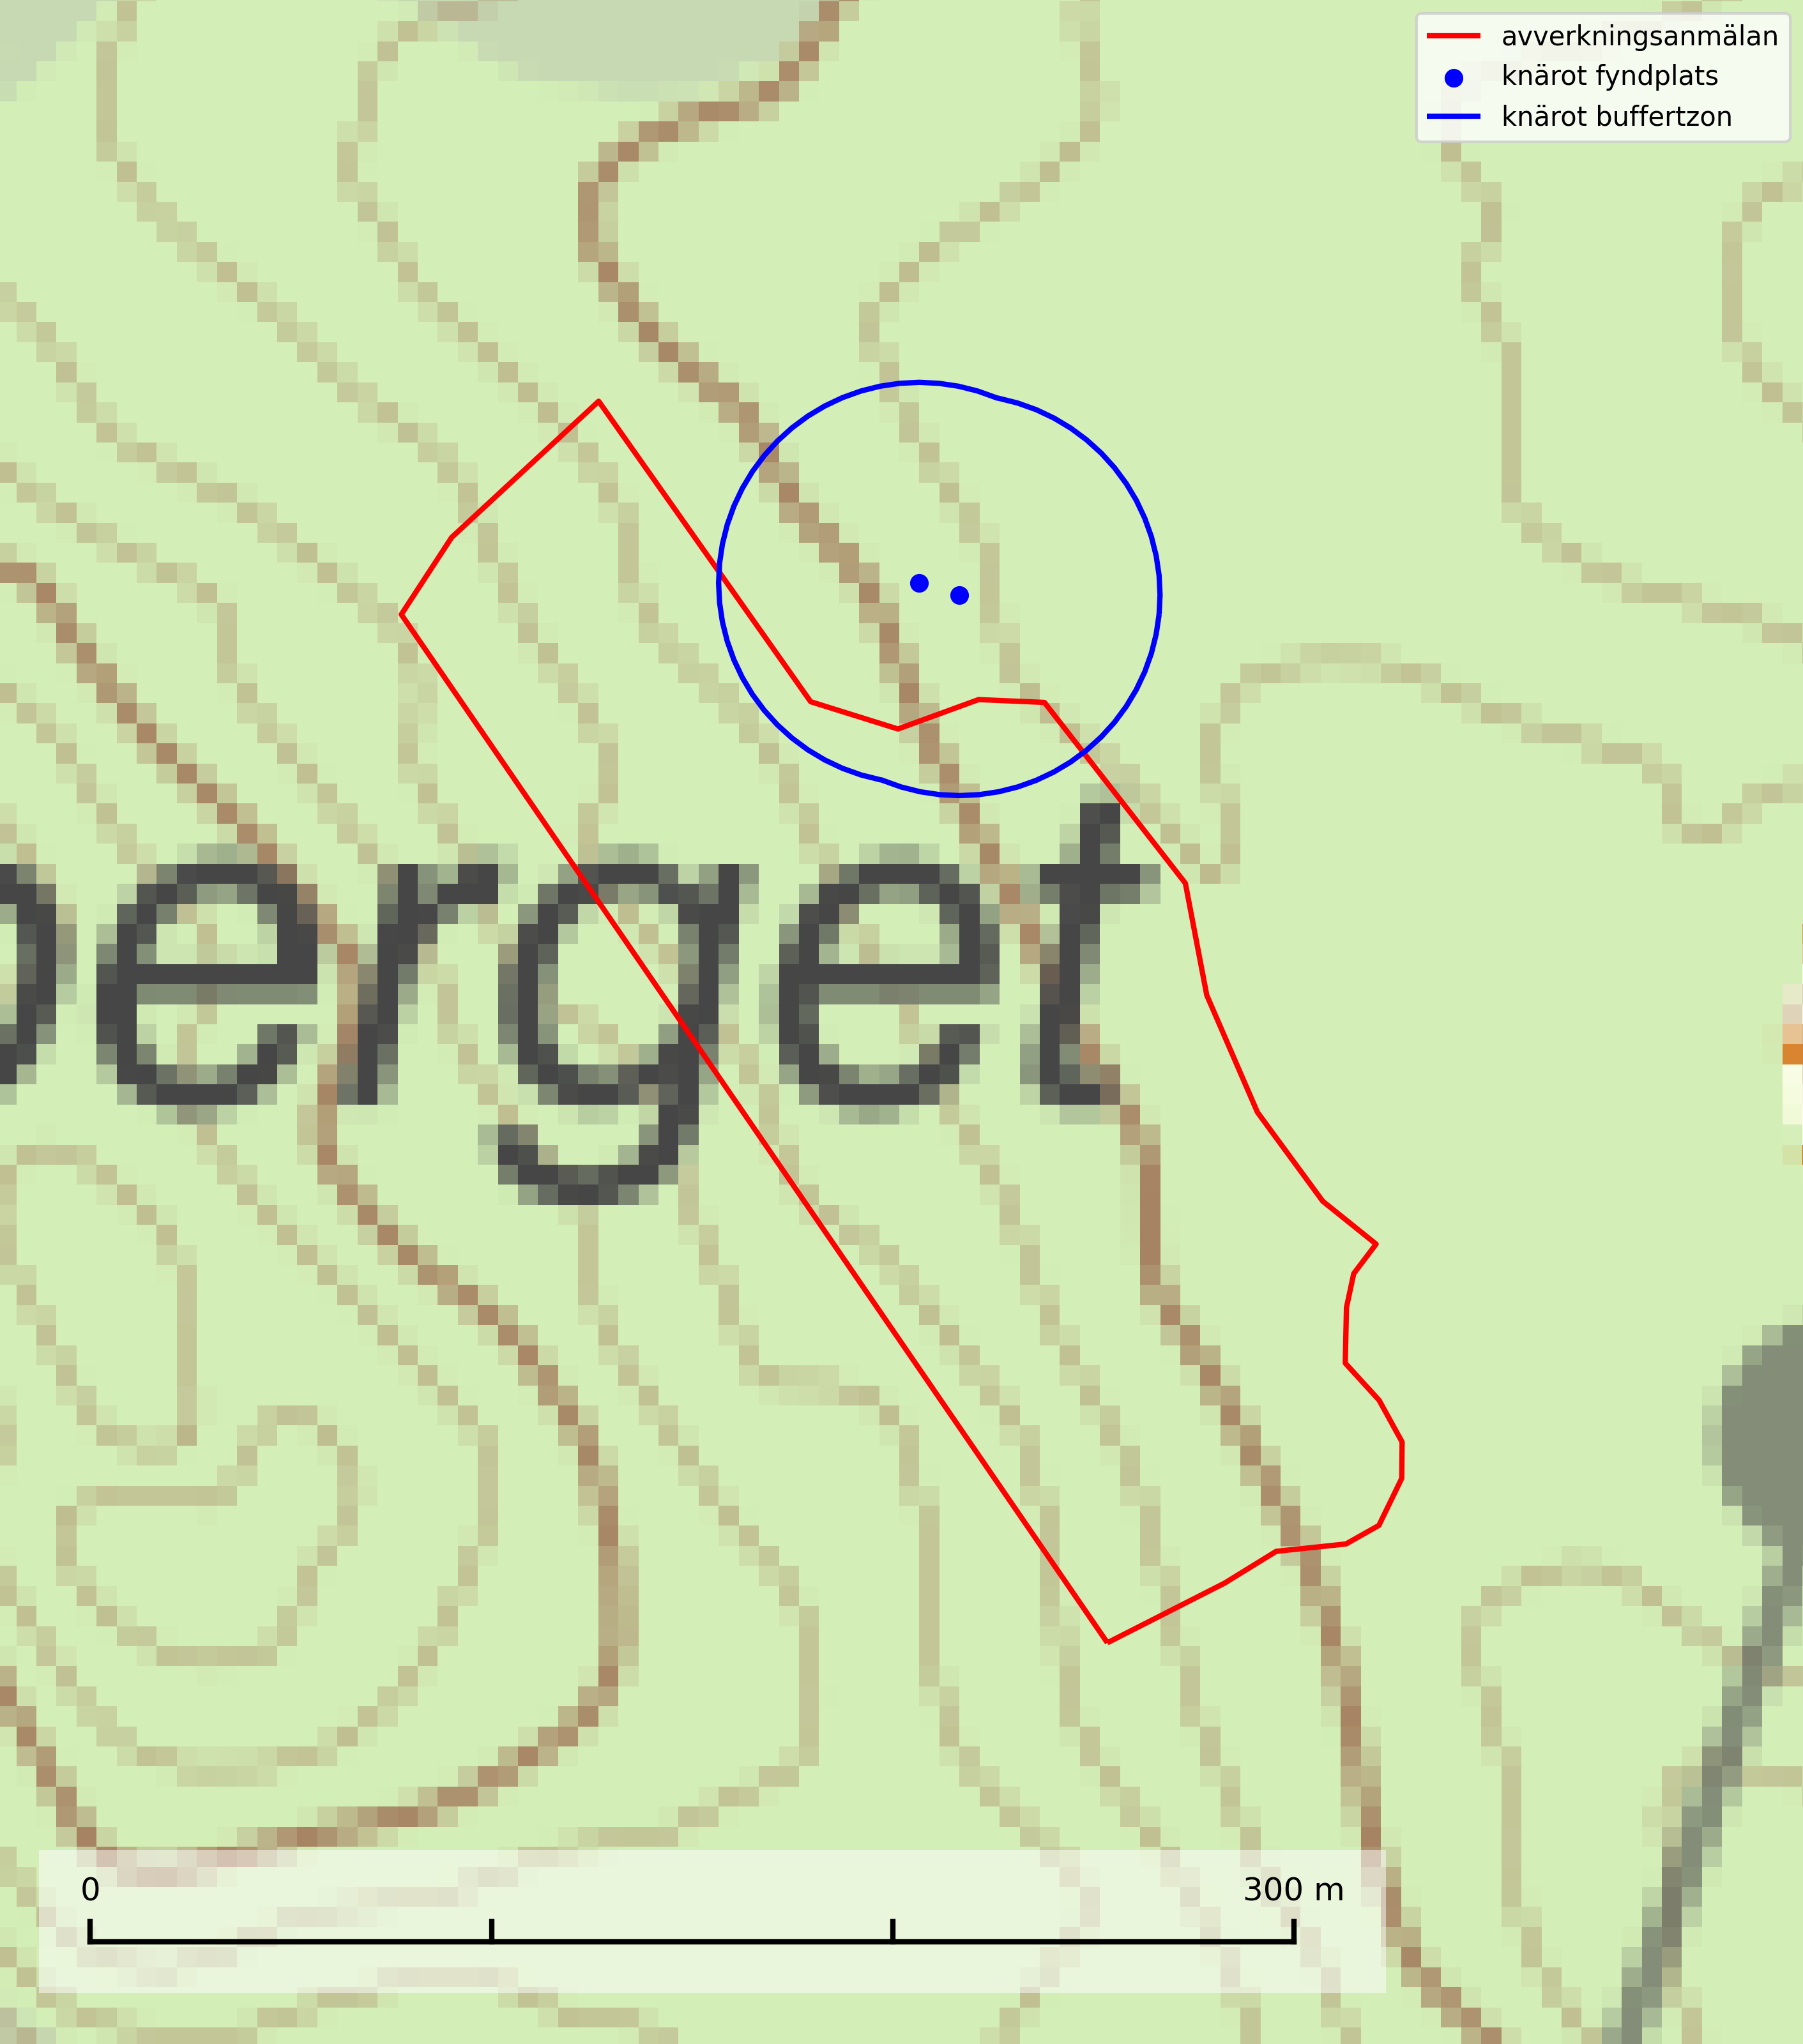 avverkningsanmälan
knärot fyndplats
knärot buffertzon
erget
0 300 m